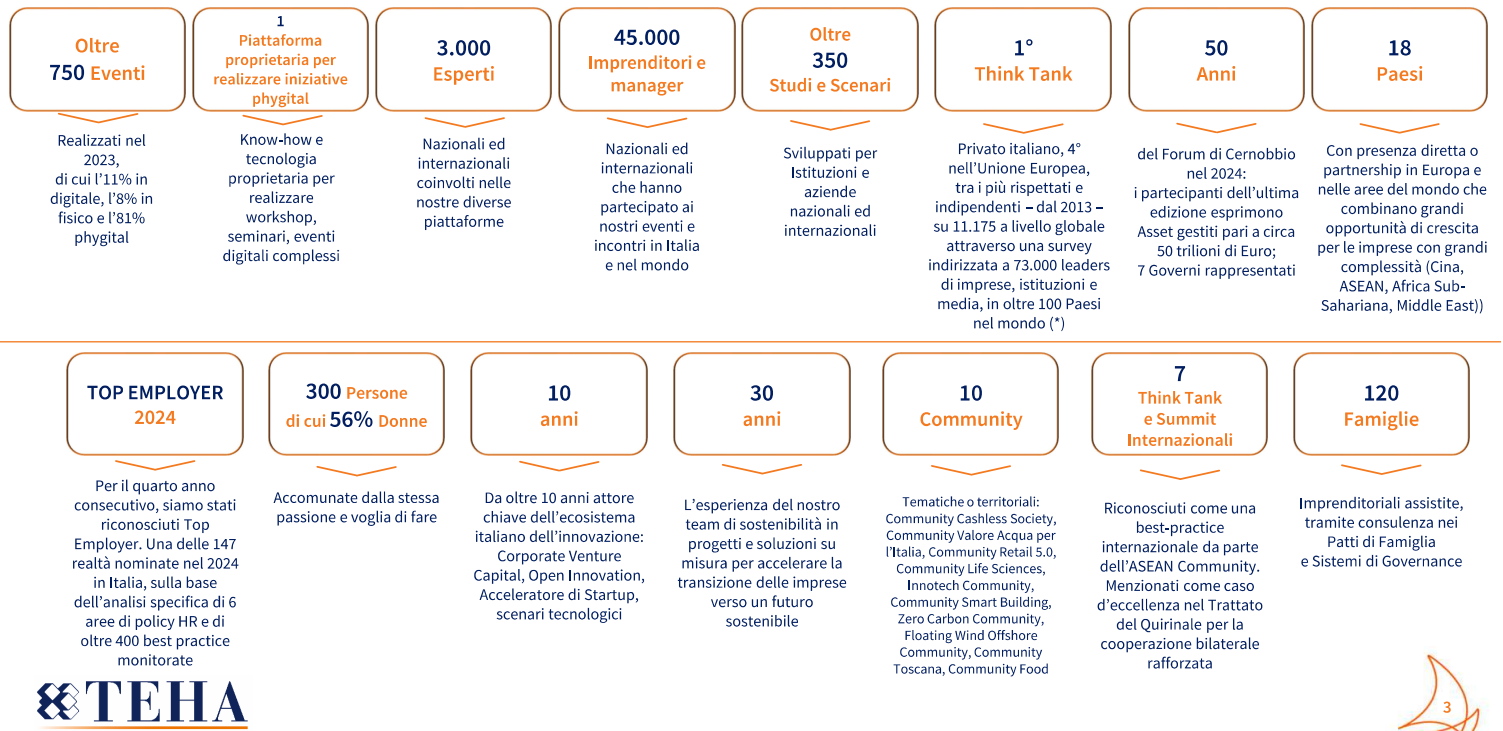 Oltre
750 Eventi
Realizzati nel
2023,
di cui l'11% in
digitale, l'8% in
fisico e l'81%
phygital
1
Piattaforma
proprietaria per
realizzare iniziative
phygital
Know-how e
tecnologia
proprietaria per
realizzare
workshop,
seminari, eventi
digitali complessi
3.000
Esperti
Nazionali ed
internazionali
coinvolti nelle
nostre diverse
piattaforme
45.000
Imprenditori e
manager
Nazionali ed
internazionali
che hanno
partecipato ai
nostri eventi e
incontri in Italia
e nel mondo
Oltre
350
Studi e Scenari
Sviluppati per
Istituzioni e
aziende
nazionali ed
internazionali
1°
Think Tank
Privato italiano, 4°
nell'Unione Europea,
tra i più rispettati e
indipendenti – dal 2013 –
su 11.175 a livello globale
attraverso una survey
indirizzata a 73.000 leaders
di imprese, istituzioni e
media, in oltre 100 Paesi
nel mondo (*)
50
Anni
del Forum di Cernobbio
nel 2024:
i partecipanti dell'ultima
edizione esprimono
Asset gestiti pari a circa
50 trilioni di Euro;
7 Governi rappresentati
18
Paesi
Con presenza diretta o
partnership in Europa e
nelle aree del mondo che
combinano grandi
opportunità di crescita
per le imprese con grandi
complessità (Cina,
ASEAN, Africa Sub-
Sahariana, Middle East))
TOP EMPLOYER
2024
Per il quarto anno
consecutivo, siamo stati
riconosciuti Top
Employer. Una delle 147
realtà nominate nel 2024
in Italia, sulla base
dell'analisi specifica di 6
aree di policy HR e di
oltre 400 best practice
monitorate
300 Persone
di cui 56% Donne
Accomunate dalla stessa
passione e voglia di fare
10
anni
Da oltre 10 anni attore
chiave dell'ecosistema
italiano dell'innovazione:
Corporate Venture
Capital, Open Innovation,
Acceleratore di Startup,
scenari tecnologici
30
anni
L'esperienza del nostro
team di sostenibilità in
progetti e soluzioni su
misura per accelerare la
transizione delle imprese
verso un futuro
sostenibile
10
Community
Tematiche o territoriali:
Community Cashless Society,
Community Valore Acqua per
l'Italia, Community Retail 5.0,
Community Life Sciences,
Innotech Community,
Community Smart Building,
Zero Carbon Community,
Floating Wind Offshore
Community, Community
Toscana, Community Food
7
Think Tank
e Summit
Internazionali
Riconosciuti come una
best-practice
internazionale da parte
dell'ASEAN Community.
Menzionati come caso
d'eccellenza nel Trattato
del Quirinale per la
cooperazione bilaterale
rafforzata
120
Famiglie
Imprenditoriali assistite,
tramite consulenza nei
Patti di Famiglia
e Sistemi di Governance
TEHA
3